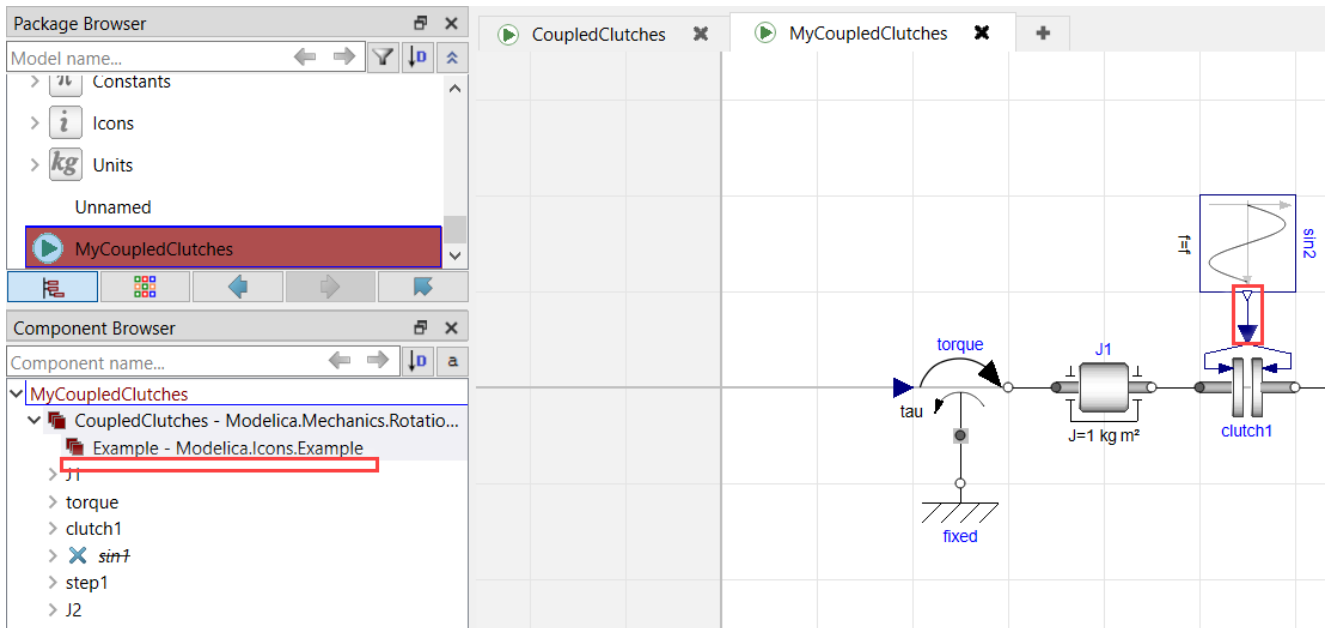 Package Browser
Model name...
Constants
Icons
kg Units
Unnamed
MyCoupledClutches
Component Browser
Component name...
MyCoupledClutches
CoupledClutches - Modelica.Mechanics.Rotatio...
Example - Modelica.Icons.Example
J1
torque
clutch1
sin1
step1
J2
CoupledClutches
MyCoupledClutches
sin2
f=f
torque
tau
J1
J=1 kg m²
clutch1
fixed